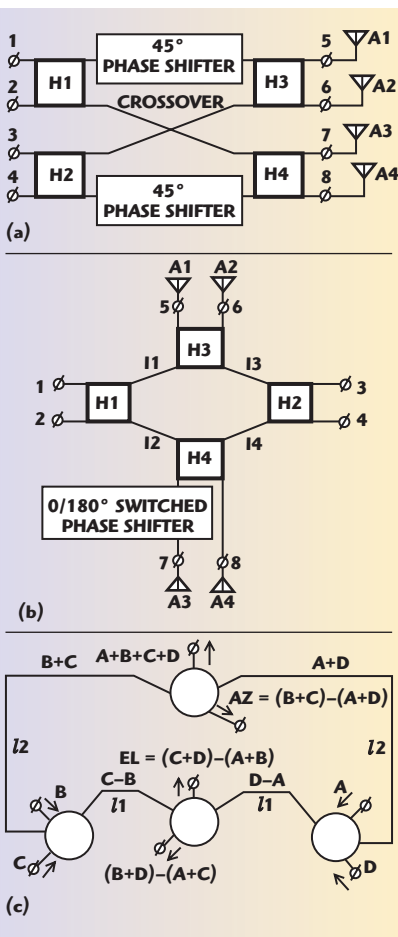 1
45°
PHASE SHIFTER
5
A1
H1
H3
2
CROSSOVER
6
A2
3
7
A3
H2
H4
4
45°
PHASE SHIFTER
8
A4
(a)
A1
A2
5
6
H3
I1
I3
1
3
H1
H2
2
4
I2
I4
H4
0/180° SWITCHED
PHASE SHIFTER
7
8
A3
A4
(b)
B+C
A+B+C+D
A+D
AZ = (B+C)–(A+D)
l2
l2
EL = (C+D)–(A+B)
C–B
D–A
B
l1
l1
A
C
D
(B+D)–(A+C)
(c)